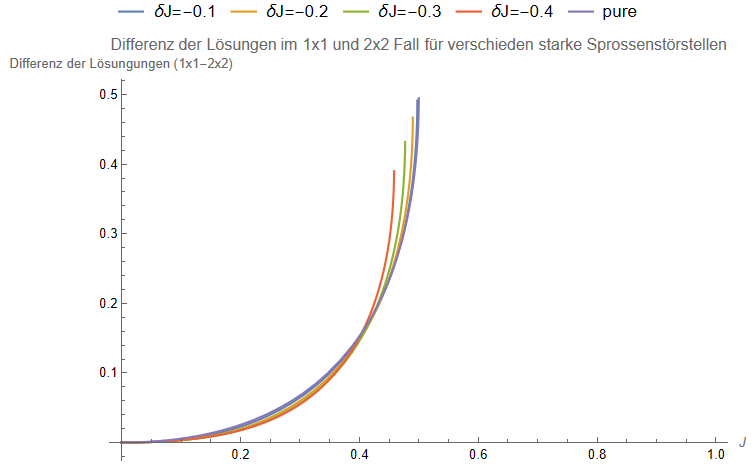 δJ=−0.1 δJ=−0.2 δJ=−0.3 δJ=−0.4 pure
Differenz der Lösungen im 1x1 und 2x2 Fall für verschieden starke Sprossenstörstellen
Differenz der Lösungungen (1x1−2x2)
0.5
0.4
0.3
0.2
0.1
J
0.2 0.4 0.6 0.8 1.0